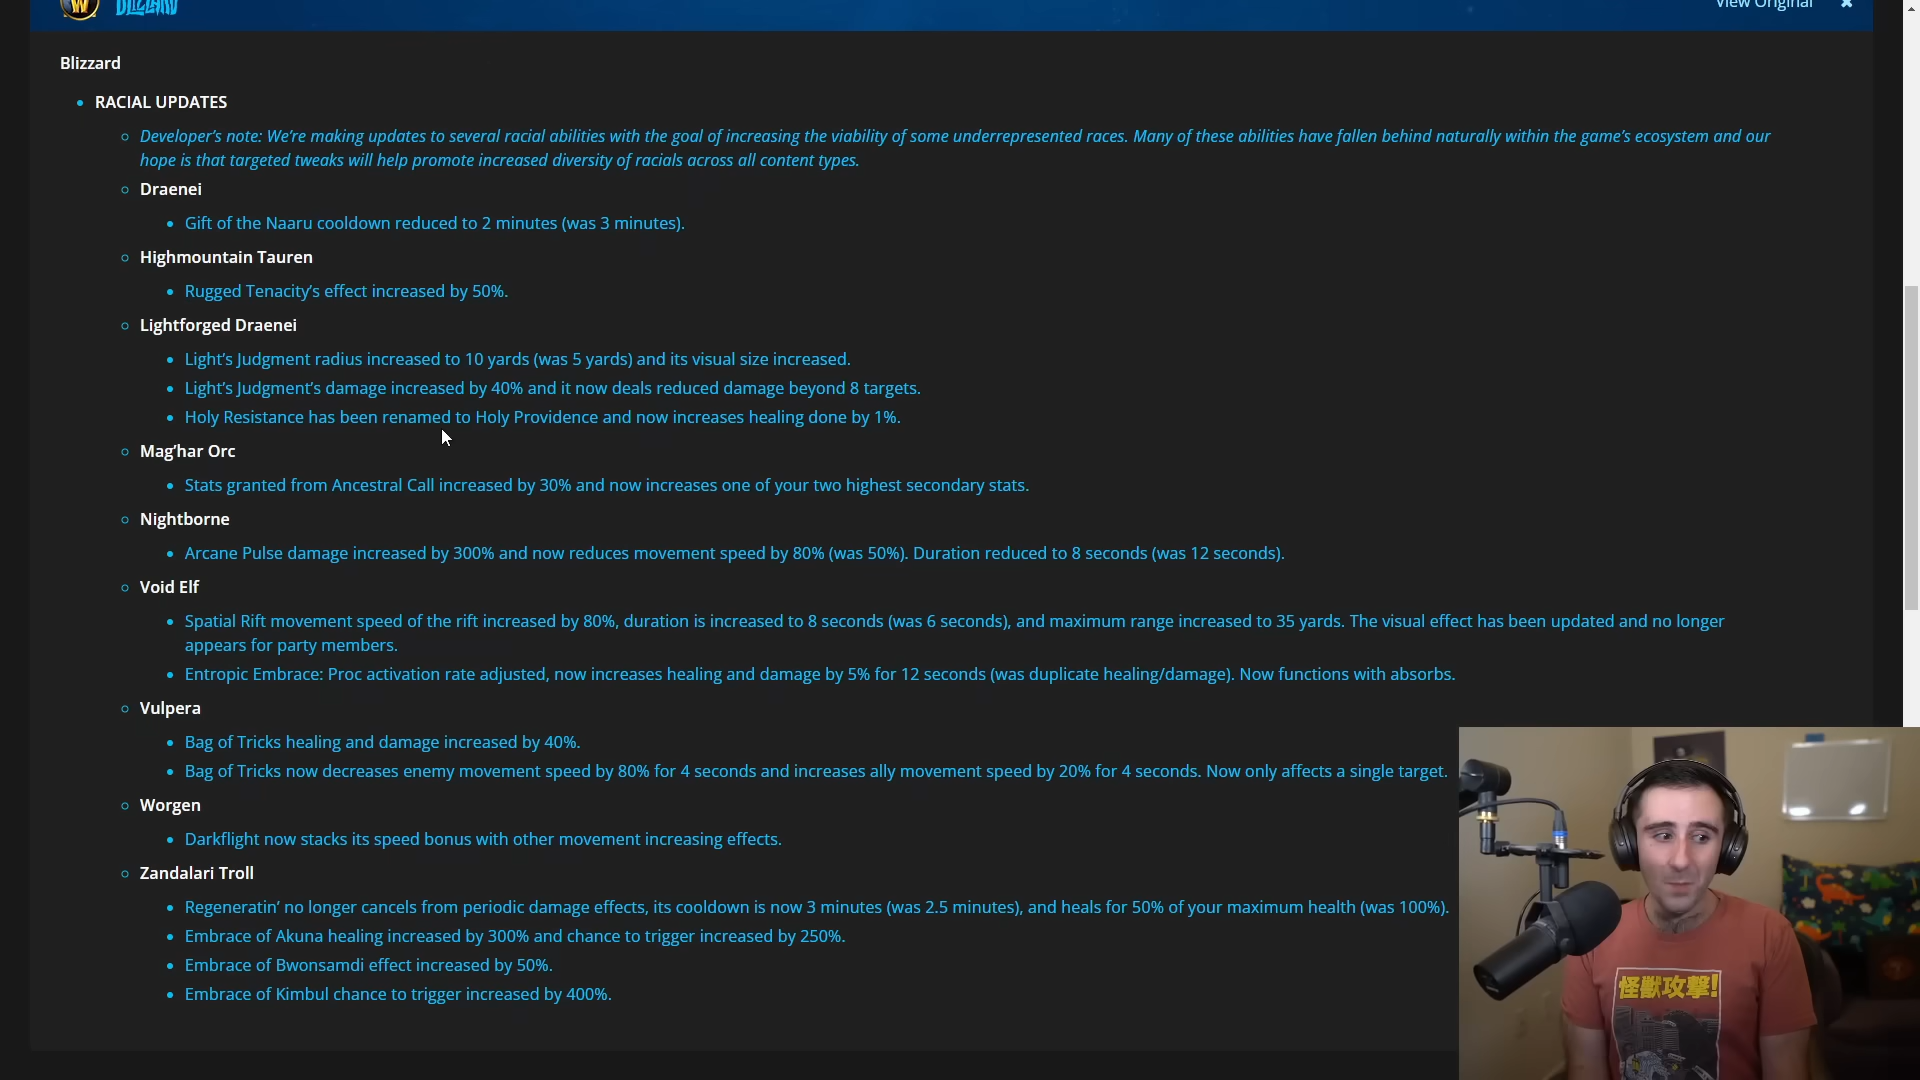 BLIZZARD
View Original
Blizzard
RACIAL UPDATES
Developer’s note: We’re making updates to several racial abilities with the goal of increasing the viability of some underrepresented races. Many of these abilities have fallen behind naturally within the game’s ecosystem and our
hope is that targeted tweaks will help promote increased diversity of racials across all content types.
Draenei
Gift of the Naaru cooldown reduced to 2 minutes (was 3 minutes).
Highmountain Tauren
Rugged Tenacity’s effect increased by 50%.
Lightforged Draenei
Light’s Judgment radius increased to 10 yards (was 5 yards) and its visual size increased.
Light’s Judgment’s damage increased by 40% and it now deals reduced damage beyond 8 targets.
Holy Resistance has been renamed to Holy Providence and now increases healing done by 1%.
Mag’har Orc
Stats granted from Ancestral Call increased by 30% and now increases one of your two highest secondary stats.
Nightborne
Arcane Pulse damage increased by 300% and now reduces movement speed by 80% (was 50%). Duration reduced to 8 seconds (was 12 seconds).
Void Elf
Spatial Rift movement speed of the rift increased by 80%, duration is increased to 8 seconds (was 6 seconds), and maximum range increased to 35 yards. The visual effect has been updated and no longer
appears for party members.
Entropic Embrace: Proc activation rate adjusted, now increases healing and damage by 5% for 12 seconds (was duplicate healing/damage). Now functions with absorbs.
Vulpera
Bag of Tricks healing and damage increased by 40%.
Bag of Tricks now decreases enemy movement speed by 80% for 4 seconds and increases ally movement speed by 20% for 4 seconds. Now only affects a single target.
Worgen
Darkflight now stacks its speed bonus with other movement increasing effects.
Zandalari Troll
Regeneratin’ no longer cancels from periodic damage effects, its cooldown is now 3 minutes (was 2.5 minutes), and heals for 50% of your maximum health (was 100%).
Embrace of Akuna healing increased by 300% and chance to trigger increased by 250%.
Embrace of Bwonsamdi effect increased by 50%.
Embrace of Kimbul chance to trigger increased by 400%.
怪獣攻撃!